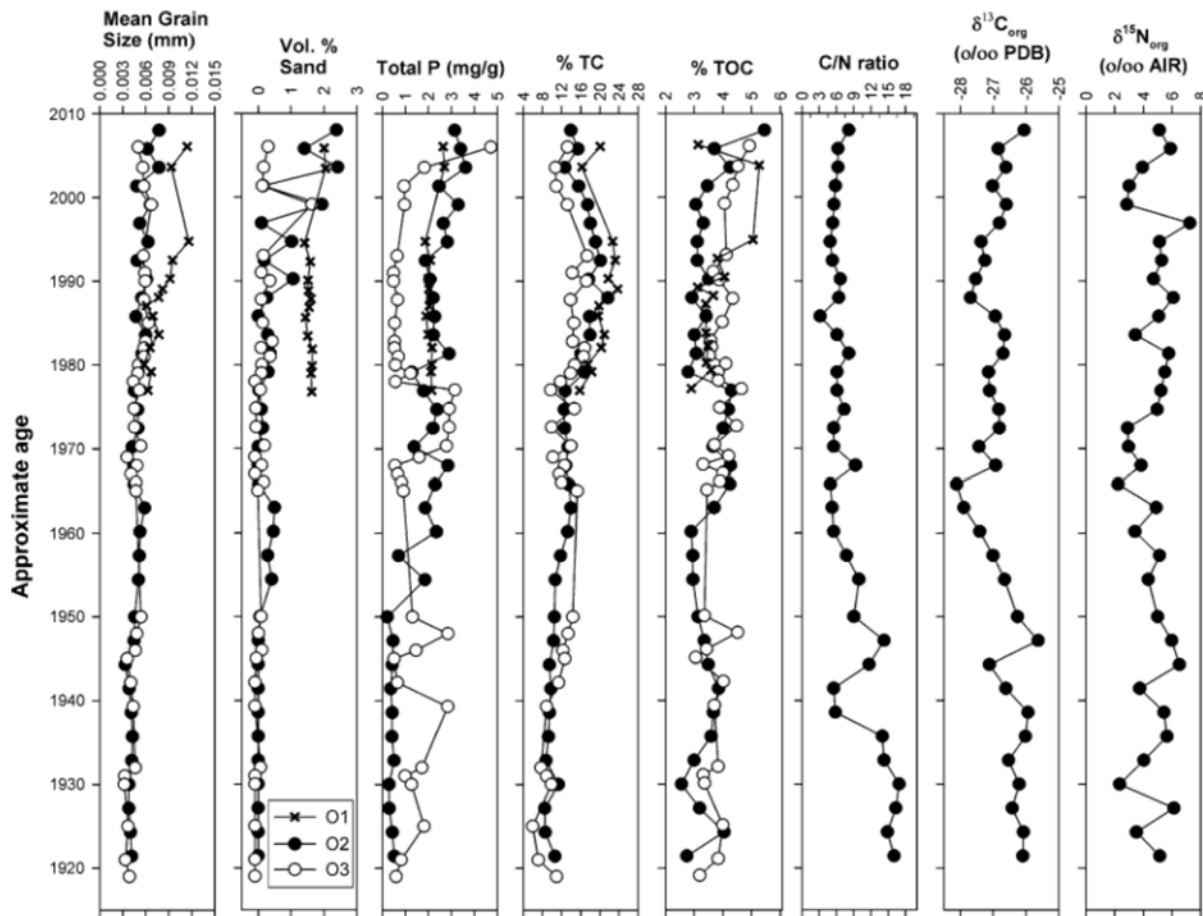 Mean Grain
Size (mm)
Vol. %
Sand
Total P (mg/g)
% TC
% TOC
C/N ratio
δ¹³C_org
(o/oo PDB)
δ¹⁵N_org
(o/oo AIR)
0.000 0.003 0.006 0.009 0.012 0.015
0 1 2 3
0 1 2 3 4 5
4 8 12 16 20 24 28
2 3 4 5 6
0 3 6 9 12 15 18
-28 -27 -26 -25
0 2 4 6 8
Approximate age
2010
2000
1990
1980
1970
1960
1950
1940
1930
1920
O1
O2
O3